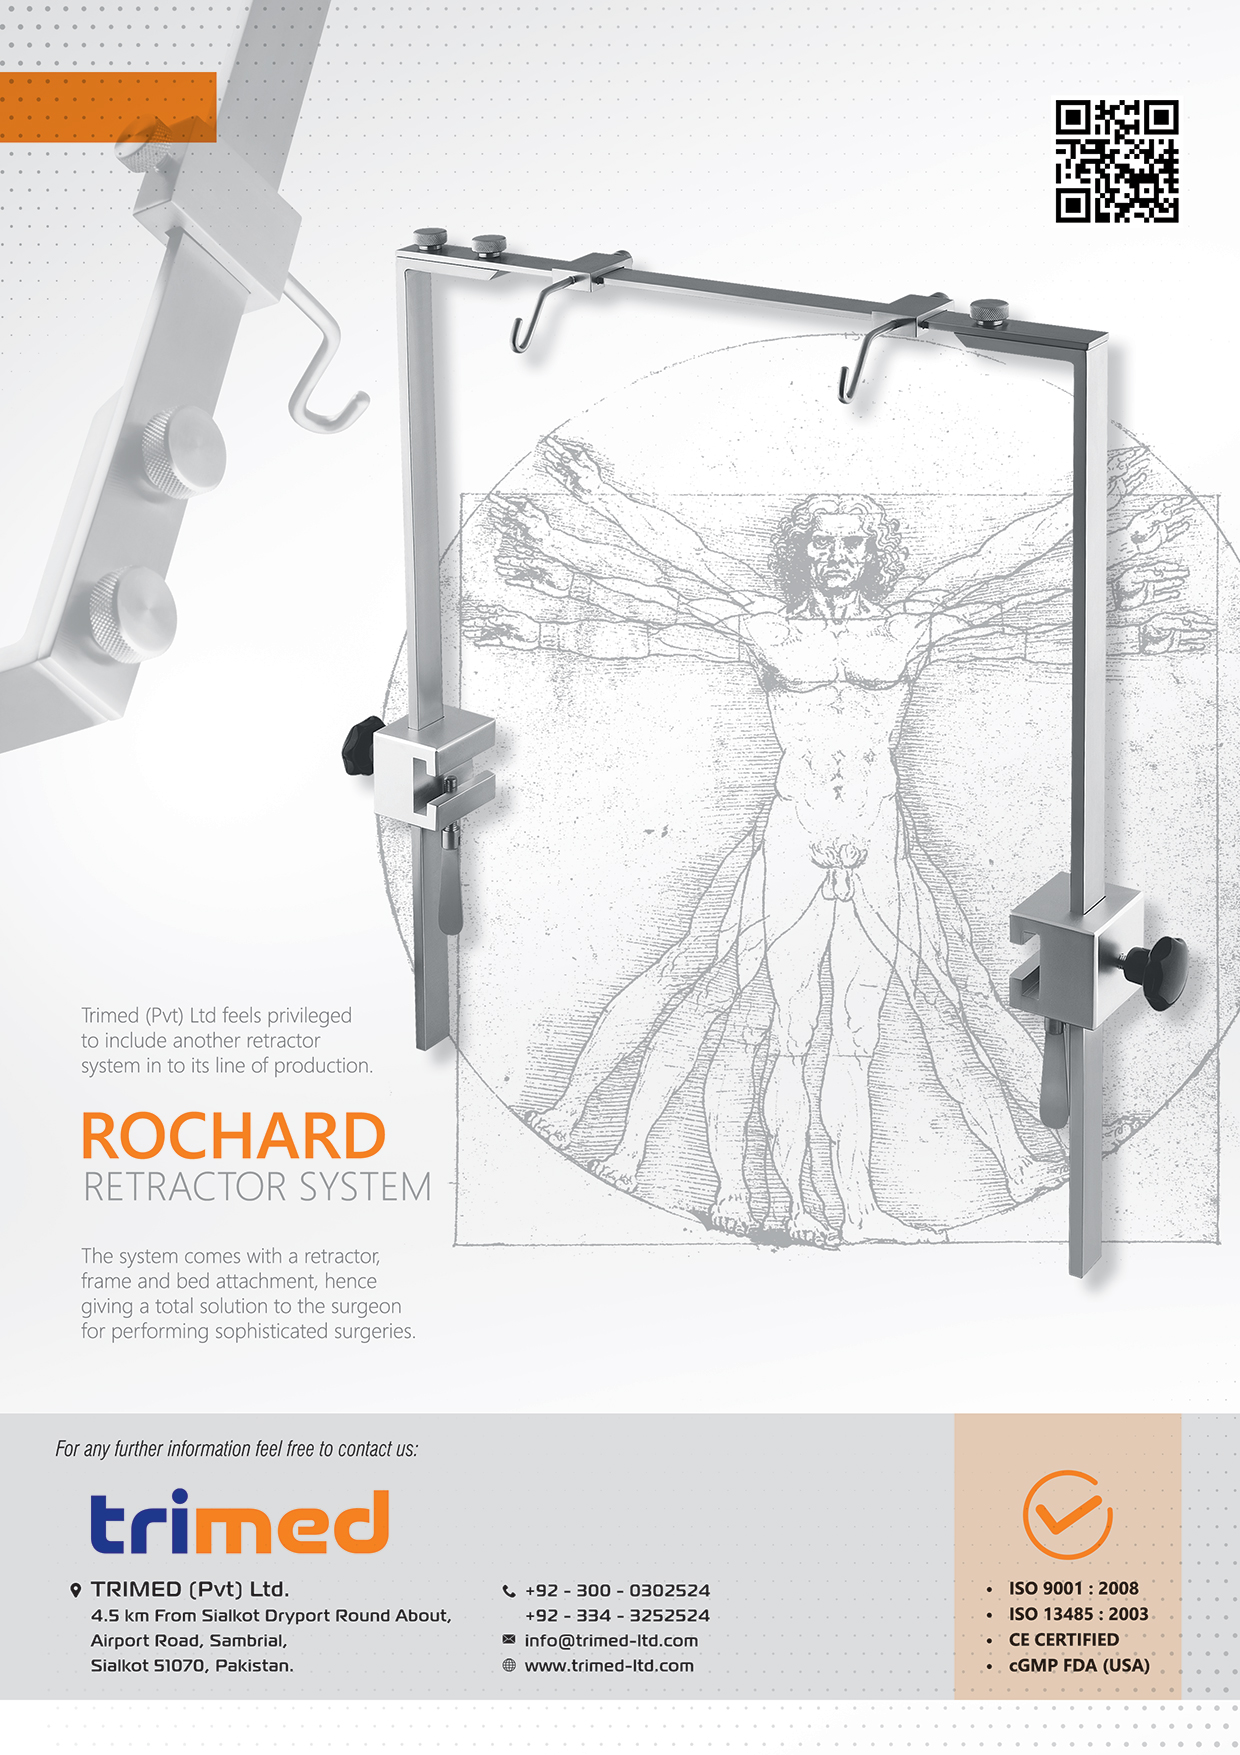 Trimed (Pvt) Ltd feels privileged
to include another retractor
system in to its line of production.
ROCHARD
RETRACTOR SYSTEM
The system comes with a retractor,
frame and bed attachment, hence
giving a total solution to the surgeon
for performing sophisticated surgeries.
For any further information feel free to contact us:
trimed
TRIMED (Pvt) Ltd.
4.5 km From Sialkot Dryport Round About,
Airport Road, Sambrial,
Sialkot 51070, Pakistan.
+92 - 300 - 0302524
+92 - 334 - 3252524
info@trimed-ltd.com
www.trimed-ltd.com
• ISO 9001 : 2008
• ISO 13485 : 2003
• CE CERTIFIED
• cGMP FDA (USA)